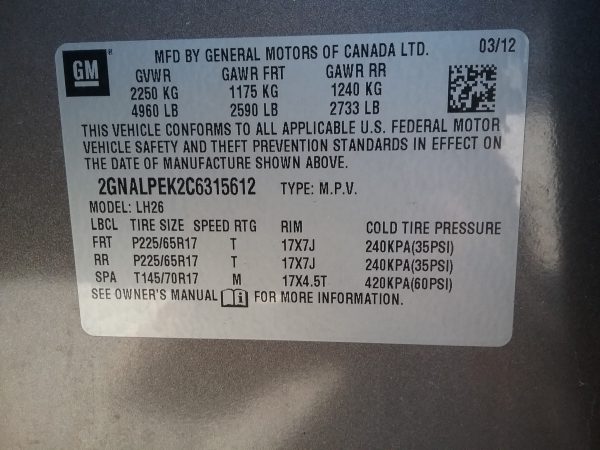 GM ® MFD BY GENERAL MOTORS OF CANADA LTD. 03/12
GVWR GAWR FRT GAWR RR
2250 KG 1175 KG 1240 KG
4960 LB 2590 LB 2733 LB
THIS VEHICLE CONFORMS TO ALL APPLICABLE U.S. FEDERAL MOTOR
VEHICLE SAFETY AND THEFT PREVENTION STANDARDS IN EFFECT ON
THE DATE OF MANUFACTURE SHOWN ABOVE.
2GNALPEK2C6315612 TYPE: M.P.V.
MODEL: LH26
LBCL TIRE SIZE SPEED RTG RIM COLD TIRE PRESSURE
FRT P225/65R17 T 17X7J 240KPA(35PSI)
RR P225/65R17 T 17X7J 240KPA(35PSI)
SPA T145/70R17 M 17X4.5T 420KPA(60PSI)
SEE OWNER'S MANUAL FOR MORE INFORMATION.